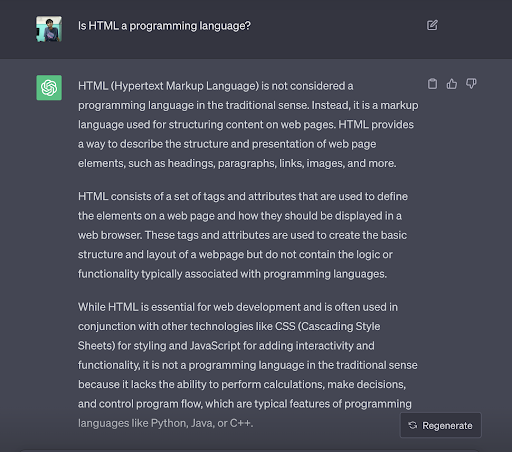 Is HTML a programming language?
HTML (Hypertext Markup Language) is not considered a
programming language in the traditional sense. Instead, it is a markup
language used for structuring content on web pages. HTML provides
a way to describe the structure and presentation of web page
elements, such as headings, paragraphs, links, images, and more.
HTML consists of a set of tags and attributes that are used to define
the elements on a web page and how they should be displayed in a
web browser. These tags and attributes are used to create the basic
structure and layout of a webpage but do not contain the logic or
functionality typically associated with programming languages.
While HTML is essential for web development and is often used in
conjunction with other technologies like CSS (Cascading Style
Sheets) for styling and JavaScript for adding interactivity and
functionality, it is not a programming language in the traditional sense
because it lacks the ability to perform calculations, make decisions,
and control program flow, which are typical features of programming
languages like Python, Java, or C++.
Regenerate